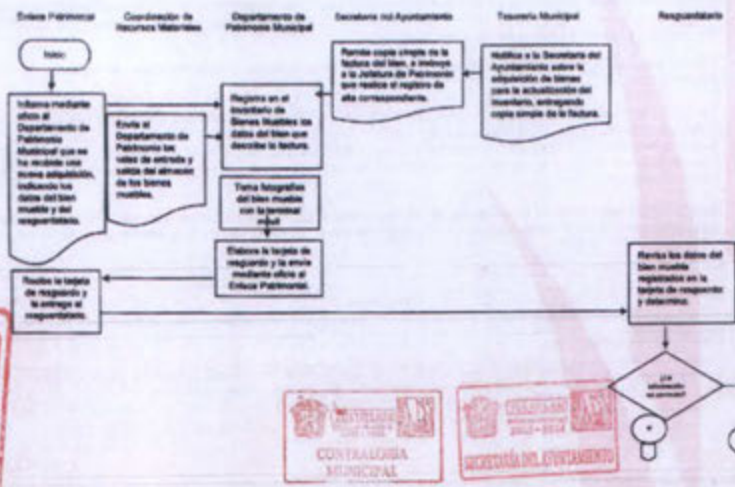 Enlace Patrimonial
Coordinación de
Recursos Materiales
Departamento de
Patrimonio Municipal
Secretaría del Ayuntamiento
Tesorería Municipal
Resguardatario
Inicio
Informa mediante
oficio al
Departamento de
Patrimonio
Municipal que se
ha recibido una
nueva adquisición,
indicando los
datos del bien
mueble y del
resguardatario.
Envía al
Departamento de
Patrimonio los
vales de entrada y
salida del almacén
de los bienes
muebles.
Registra en el
Inventario de
Bienes Muebles los
datos del bien que
describe la factura.
Remite copia simple de la
factura del bien, e instruye
a la Jefatura de Patrimonio
que realice el registro de
alta correspondiente.
Notifica a la Secretaría del
Ayuntamiento sobre la
adquisición de bienes
para la actualización del
inventario, entregando
copia simple de la factura.
Toma fotografías
del bien mueble
con la terminal
Elabora la tarjeta de
resguardo y la envía
mediante oficio al
Enlace Patrimonial.
Recibe la tarjeta
de resguardo y
la entrega al
resguardatario.
Revisa los datos del
bien mueble
registrados en la
tarjeta de resguardo
y determina:
¿La
información
es correcta?
CONTRALORIA
MUNICIPAL
SECRETARÍA DEL AYUNTAMIENTO